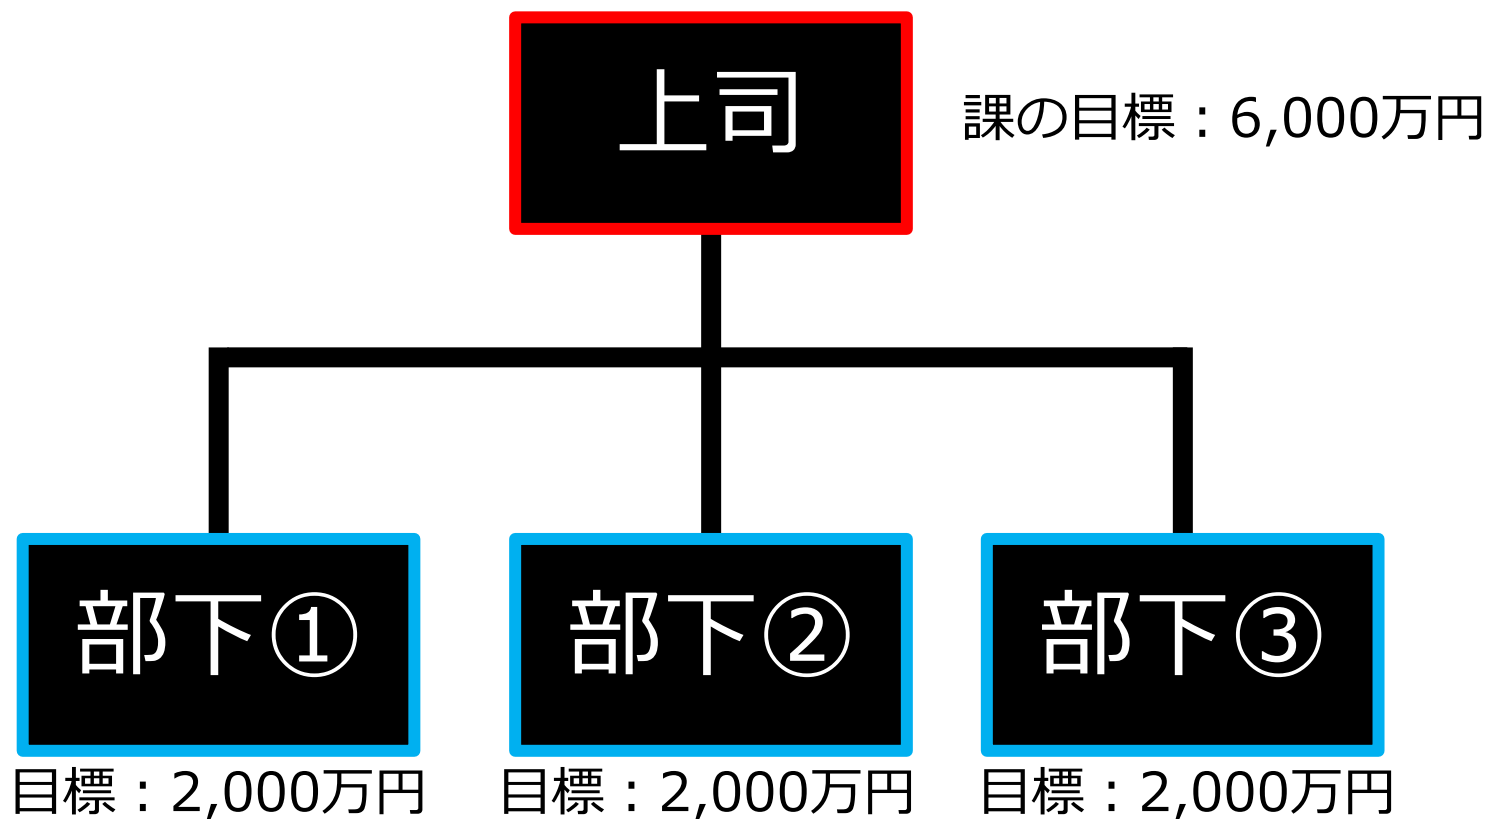 上司
課の目標：6,000万円
部下①
部下②
部下③
目標：2,000万円
目標：2,000万円
目標：2,000万円